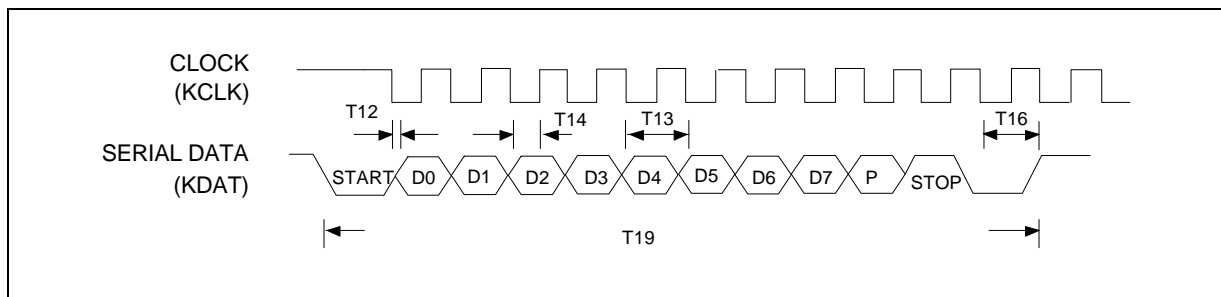 CLOCK
(KCLK)
T12
T14
T13
T16
SERIAL DATA
(KDAT)
START
D0
D1
D2
D3
D4
D5
D6
D7
P
STOP
T19